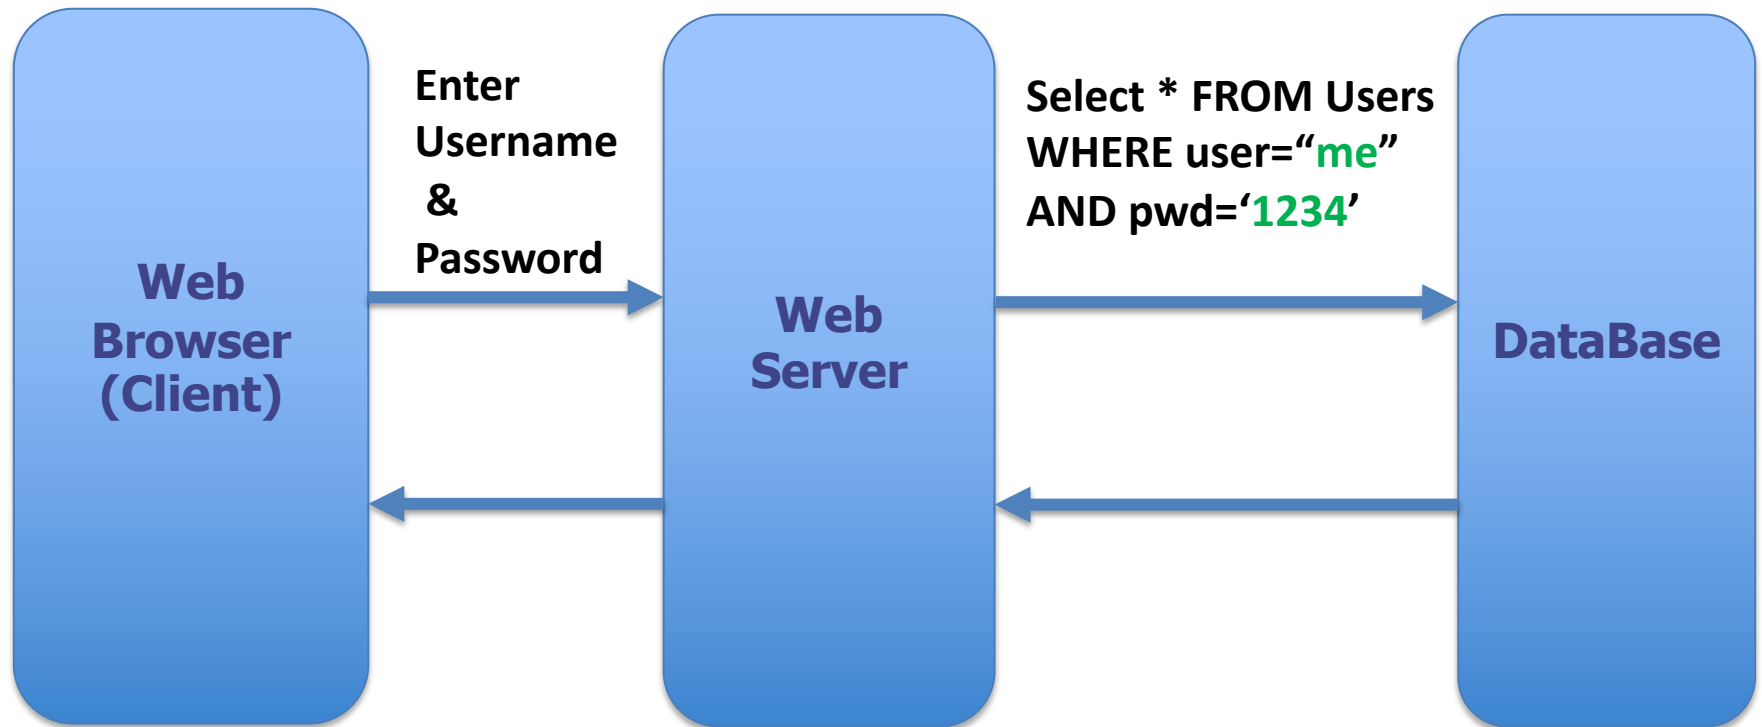 Web
Browser
(Client)
Enter
Username
&
Password
Web
Server
Select * FROM Users
WHERE user=“me”
AND pwd=‘1234’
DataBase